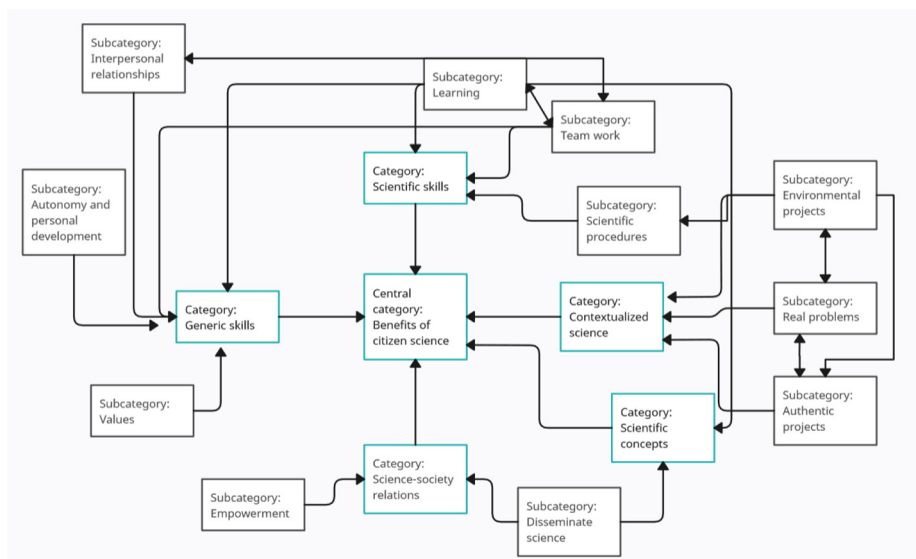 Subcategory:
Interpersonal
relationships
Subcategory:
Learning
Subcategory:
Team work
Category:
Scientific skills
Subcategory:
Autonomy and
personal
development
Subcategory:
Scientific
procedures
Subcategory:
Environmental
projects
Category:
Generic skills
Central
category:
Benefits of
citizen science
Category:
Contextualized
science
Subcategory:
Real problems
Subcategory:
Values
Category:
Scientific
concepts
Subcategory:
Authentic
projects
Category:
Science-society
relations
Subcategory:
Empowerment
Subcategory:
Disseminate
science